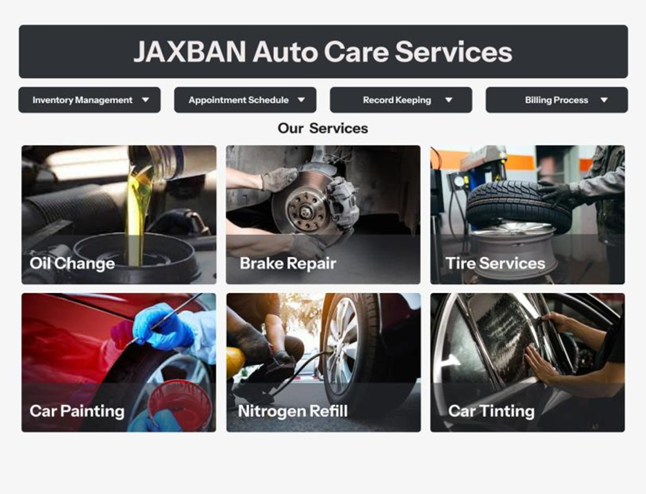 JAXBAN Auto Care Services
Inventory Management
Appointment Schedule
Record Keeping
Billing Process
Our Services
Oil Change
Brake Repair
Tire Services
Car Painting
Nitrogen Refill
Car Tinting